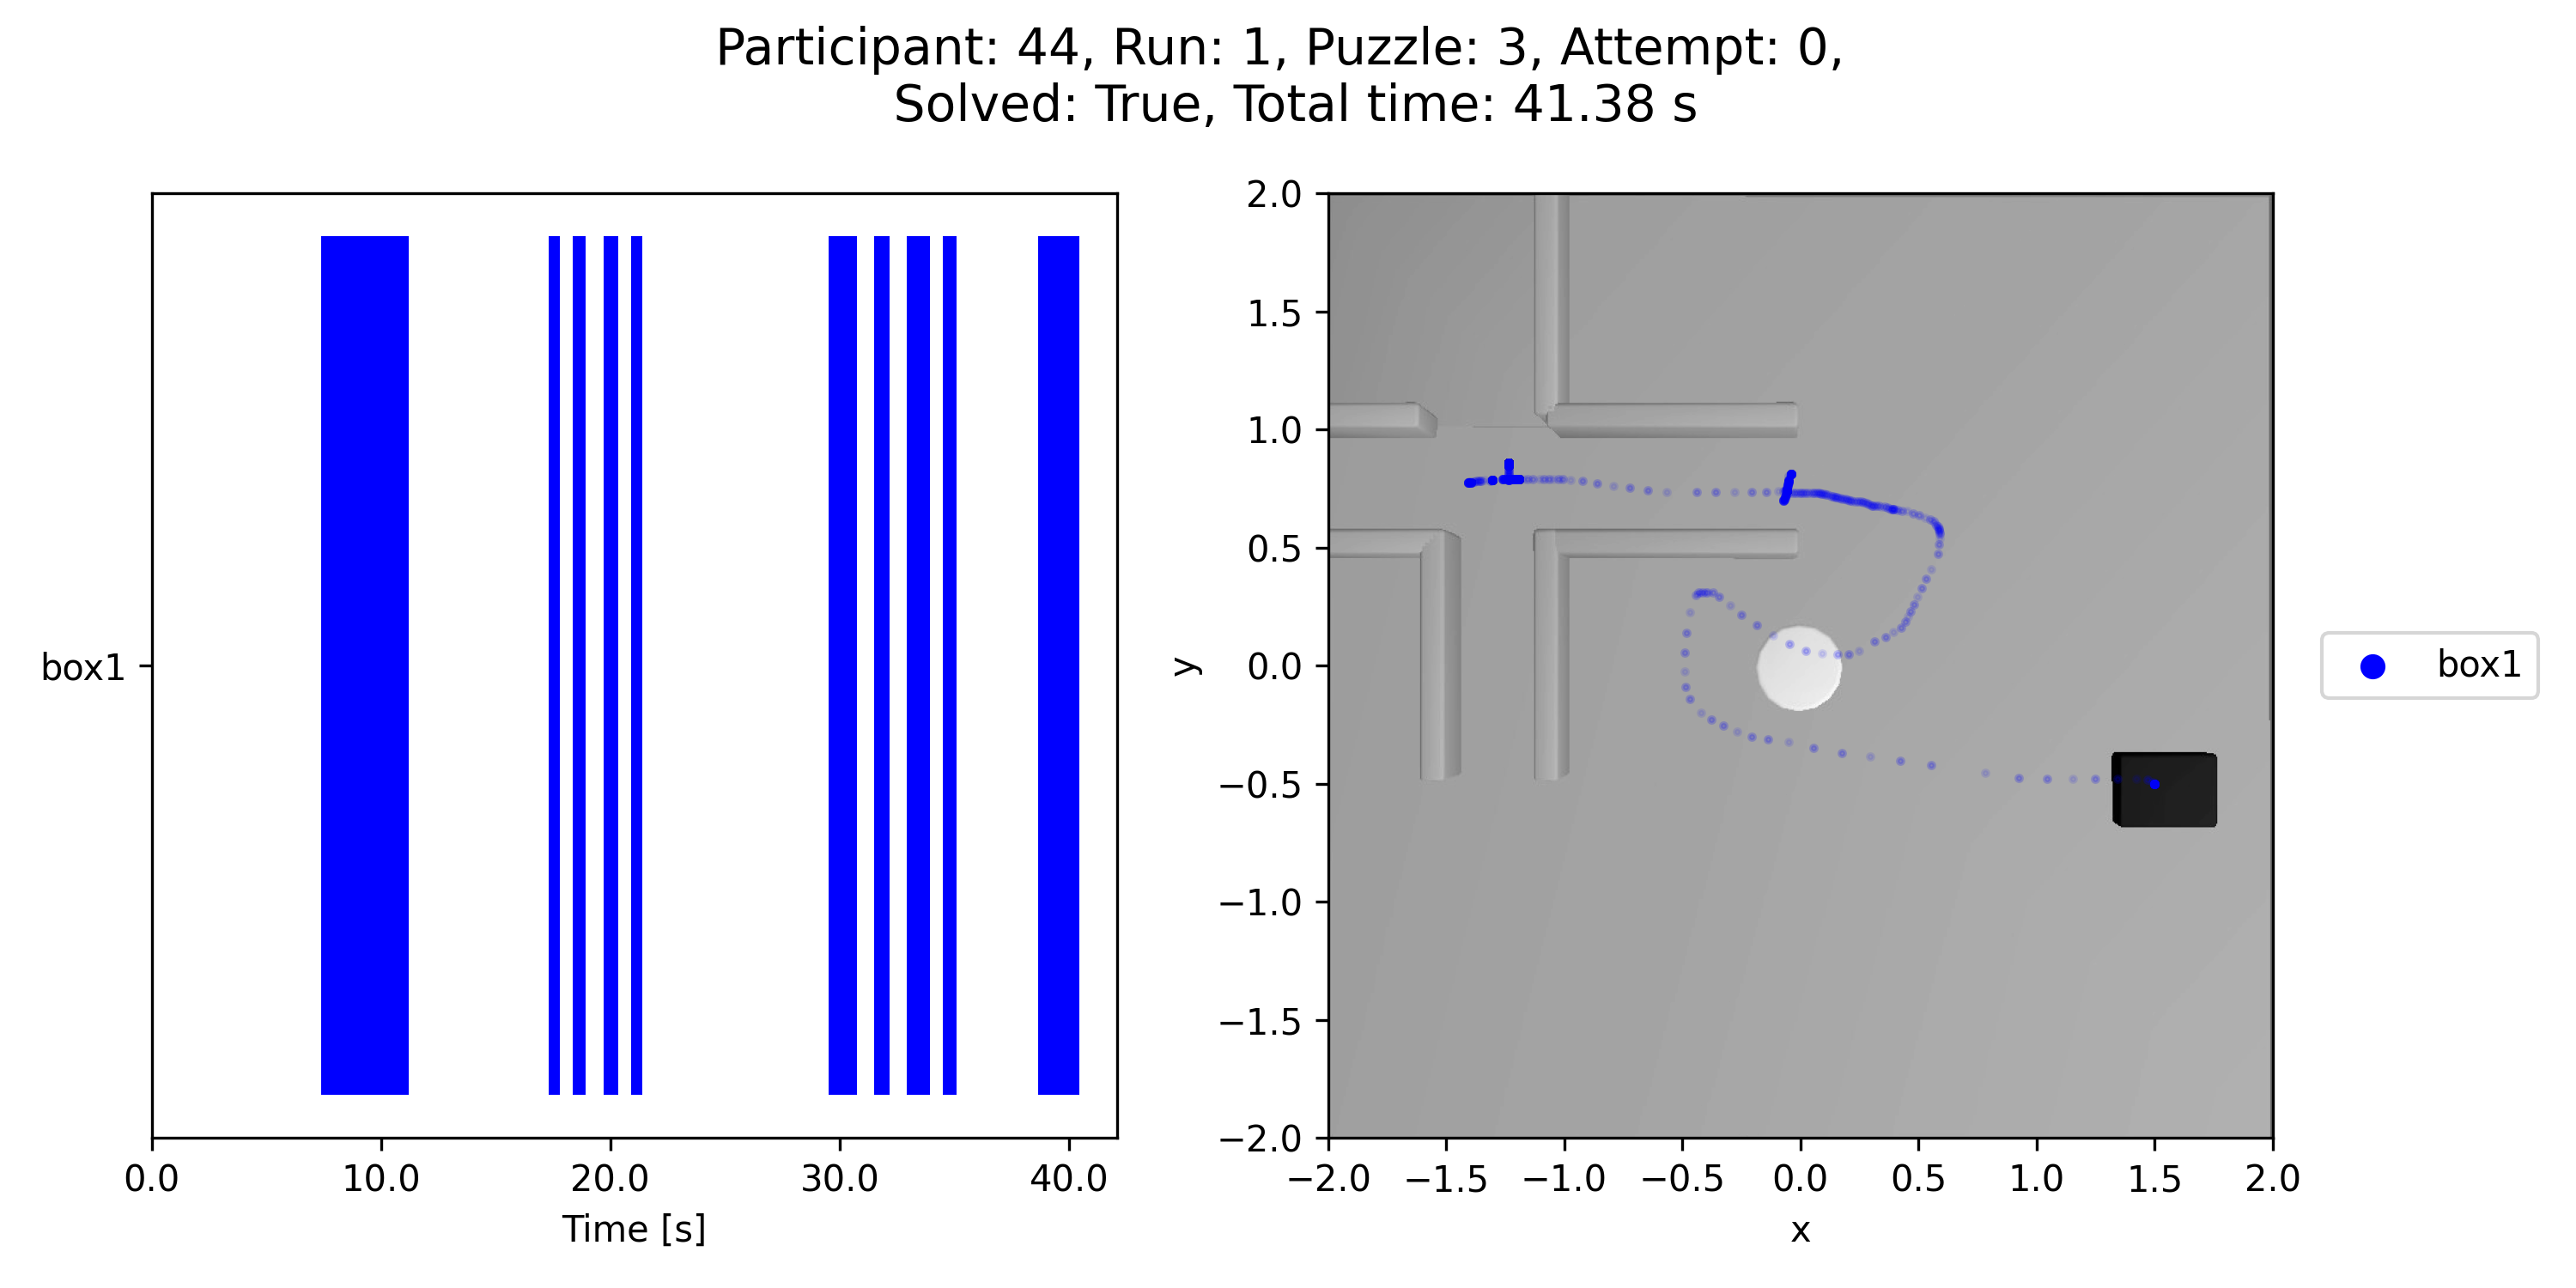 Participant: 44, Run: 1, Puzzle: 3, Attempt: 0,
Solved: True, Total time: 41.38 s
box1
0.0 10.0 20.0 30.0 40.0
Time [s]
2.0
1.5
1.0
0.5
0.0
−0.5
−1.0
−1.5
−2.0
y
−2.0 −1.5 −1.0 −0.5 0.0 0.5 1.0 1.5 2.0
x
box1